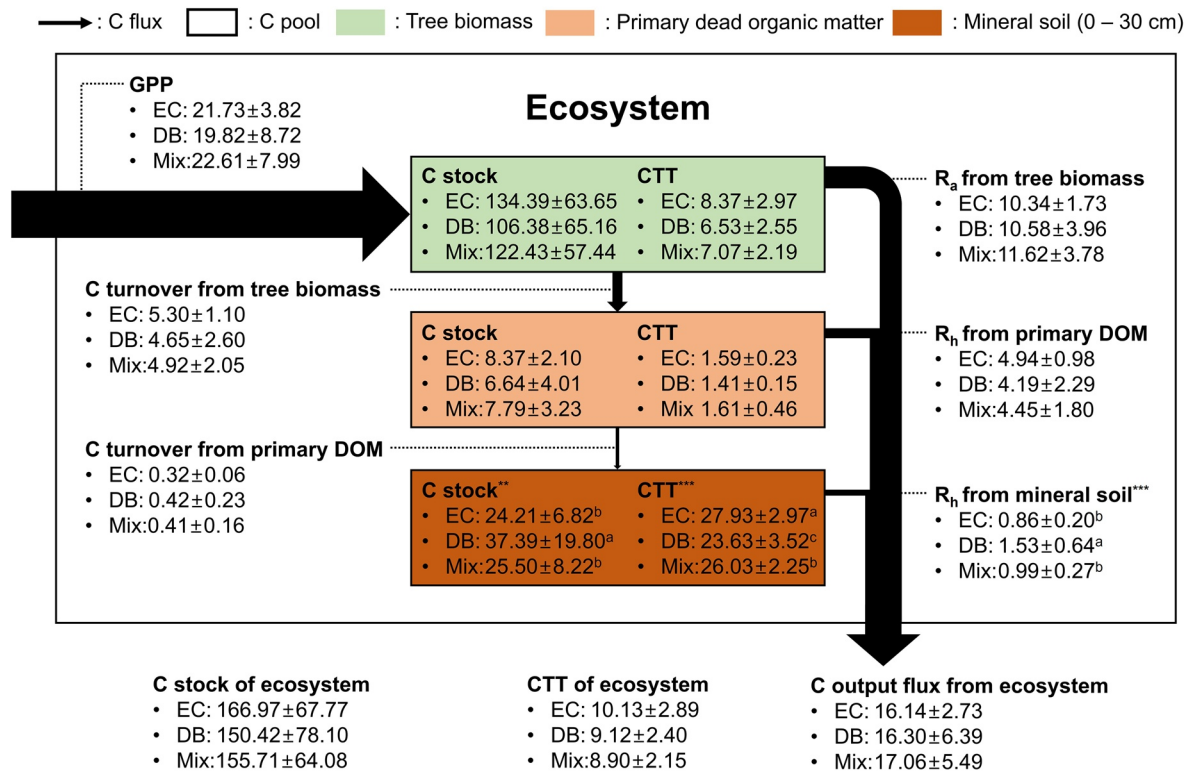 : C flux : C pool : Tree biomass : Primary dead organic matter : Mineral soil (0 – 30 cm)
GPP
• EC: 21.73±3.82
• DB: 19.82±8.72
• Mix:22.61±7.99
Ecosystem
C stock
• EC: 134.39±63.65
• DB: 106.38±65.16
• Mix:122.43±57.44
CTT
• EC: 8.37±2.97
• DB: 6.53±2.55
• Mix:7.07±2.19
Ra from tree biomass
• EC: 10.34±1.73
• DB: 10.58±3.96
• Mix:11.62±3.78
C turnover from tree biomass
• EC: 5.30±1.10
• DB: 4.65±2.60
• Mix:4.92±2.05
C stock
• EC: 8.37±2.10
• DB: 6.64±4.01
• Mix:7.79±3.23
CTT
• EC: 1.59±0.23
• DB: 1.41±0.15
• Mix 1.61±0.46
Rh from primary DOM
• EC: 4.94±0.98
• DB: 4.19±2.29
• Mix:4.45±1.80
C turnover from primary DOM
• EC: 0.32±0.06
• DB: 0.42±0.23
• Mix:0.41±0.16
C stock**
• EC: 24.21±6.82b
• DB: 37.39±19.80a
• Mix:25.50±8.22b
CTT***
• EC: 27.93±2.97a
• DB: 23.63±3.52c
• Mix:26.03±2.25b
Rh from mineral soil***
• EC: 0.86±0.20b
• DB: 1.53±0.64a
• Mix:0.99±0.27b
C stock of ecosystem
• EC: 166.97±67.77
• DB: 150.42±78.10
• Mix:155.71±64.08
CTT of ecosystem
• EC: 10.13±2.89
• DB: 9.12±2.40
• Mix: 8.90±2.15
C output flux from ecosystem
• EC: 16.14±2.73
• DB: 16.30±6.39
• Mix:17.06±5.49